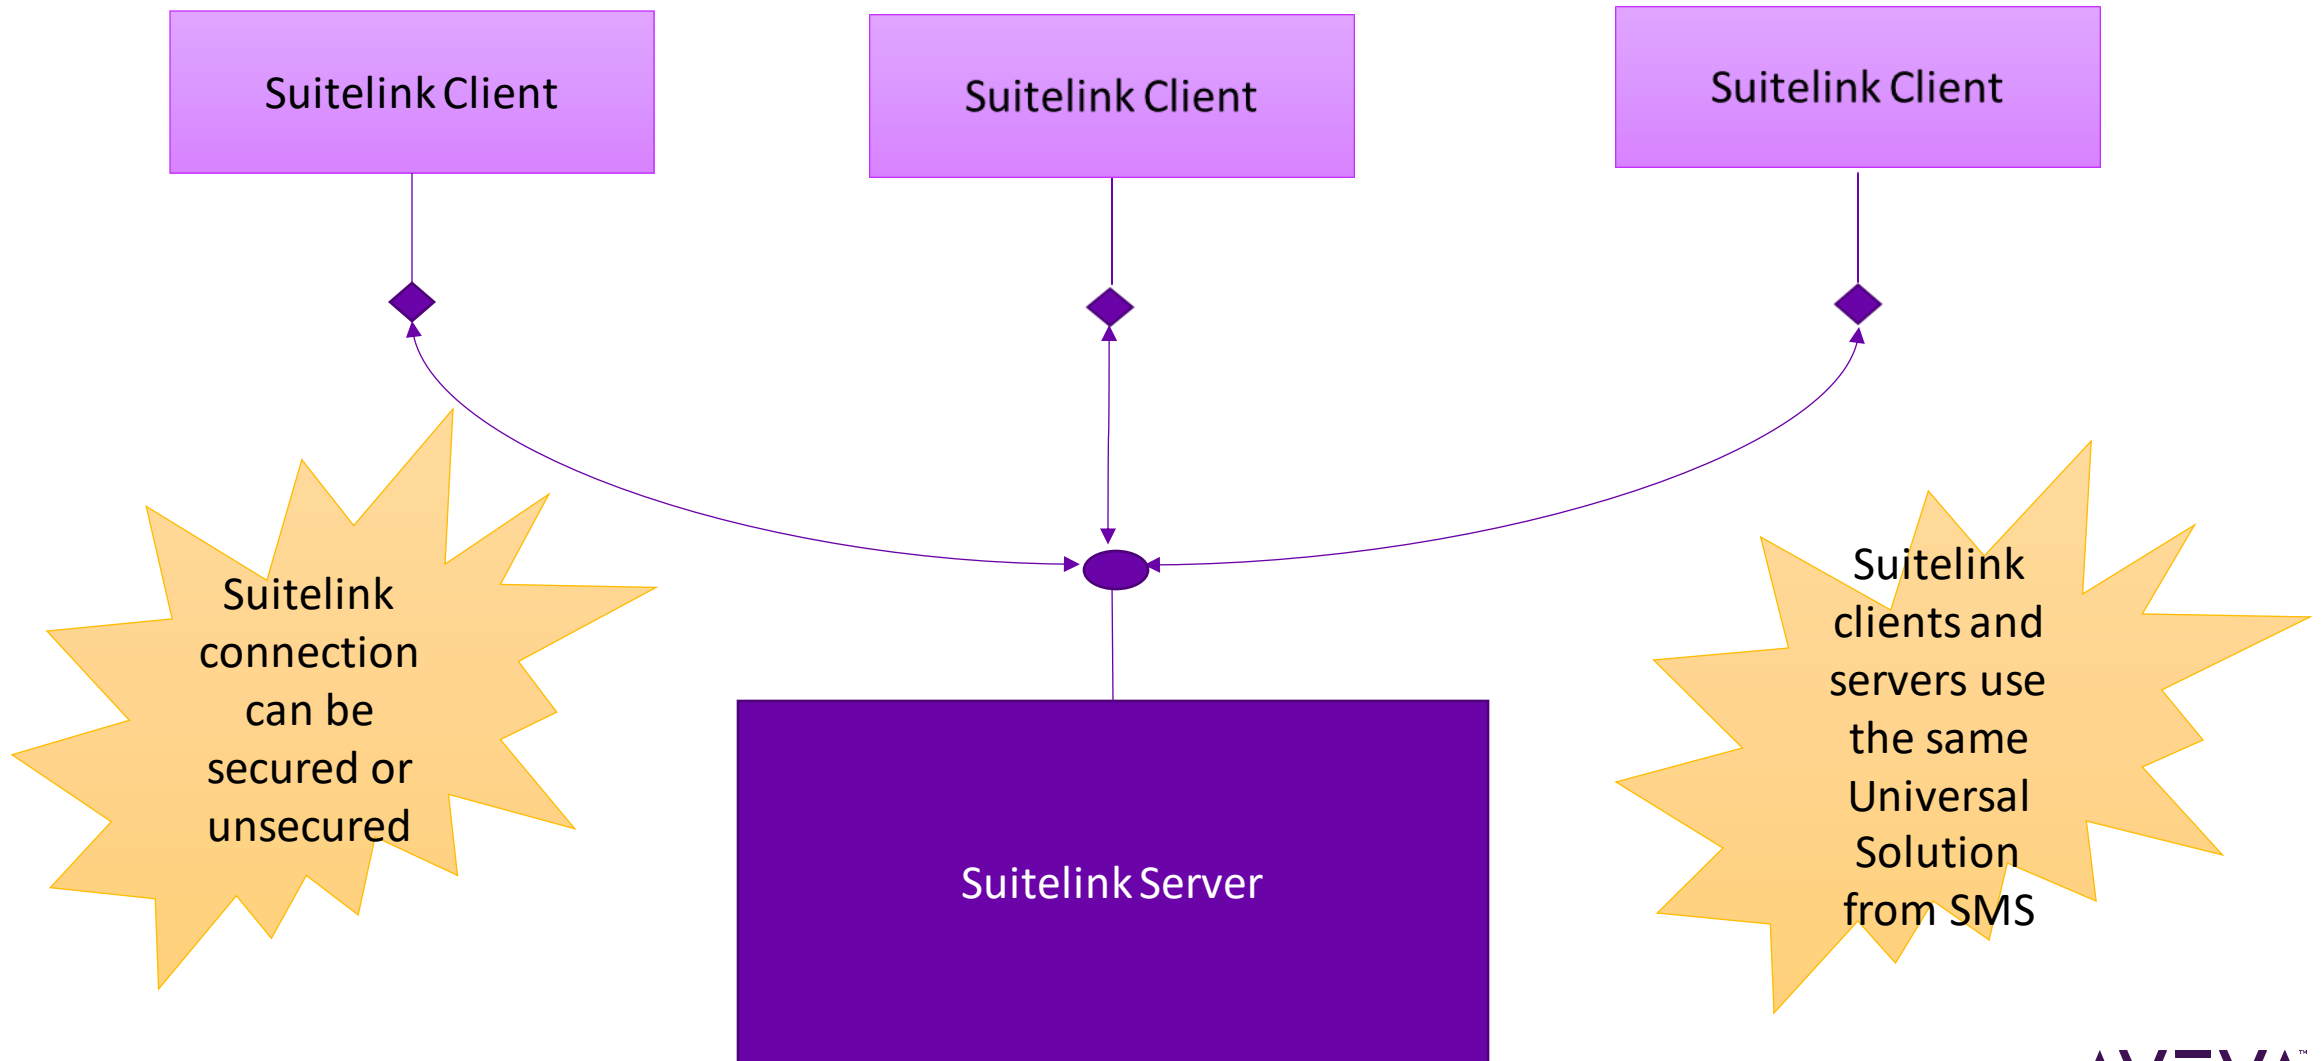 Suitelink Client
Suitelink Client
Suitelink Client
Suitelink
connection
can be
secured or
unsecured
Suitelink
clients and
servers use
the same
Universal
Solution
from SMS
Suitelink Server
AVEVA™